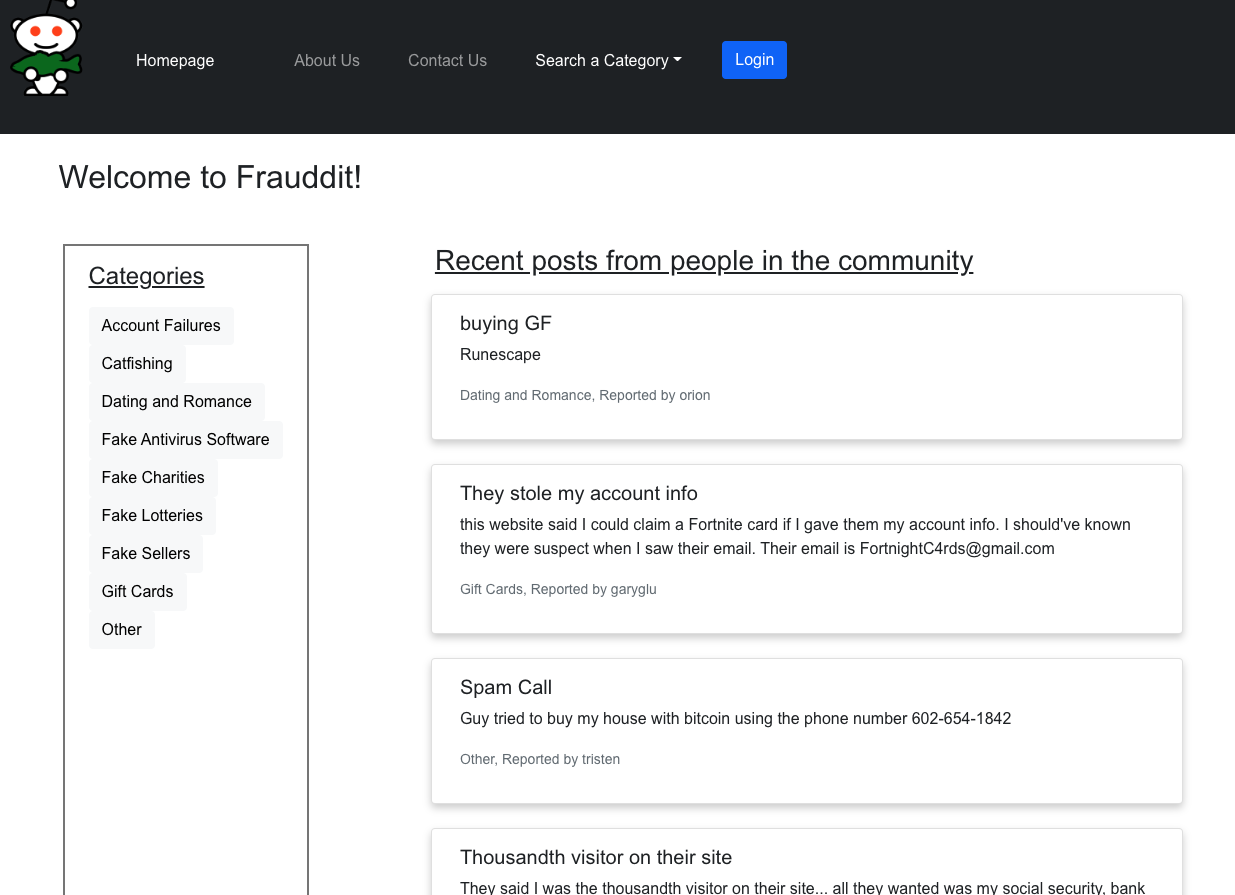 Homepage
About Us
Contact Us
Search a Category
Login
Welcome to Frauddit!
Categories
Account Failures
Catfishing
Dating and Romance
Fake Antivirus Software
Fake Charities
Fake Lotteries
Fake Sellers
Gift Cards
Other
Recent posts from people in the community
buying GF
Runescape
Dating and Romance, Reported by orion
They stole my account info
this website said I could claim a Fortnite card if I gave them my account info. I should've known
they were suspect when I saw their email. Their email is FortnightC4rds@gmail.com
Gift Cards, Reported by garyglu
Spam Call
Guy tried to buy my house with bitcoin using the phone number 602-654-1842
Other, Reported by tristen
Thousandth visitor on their site
They said I was the thousandth visitor on their site... all they wanted was my social security, bank